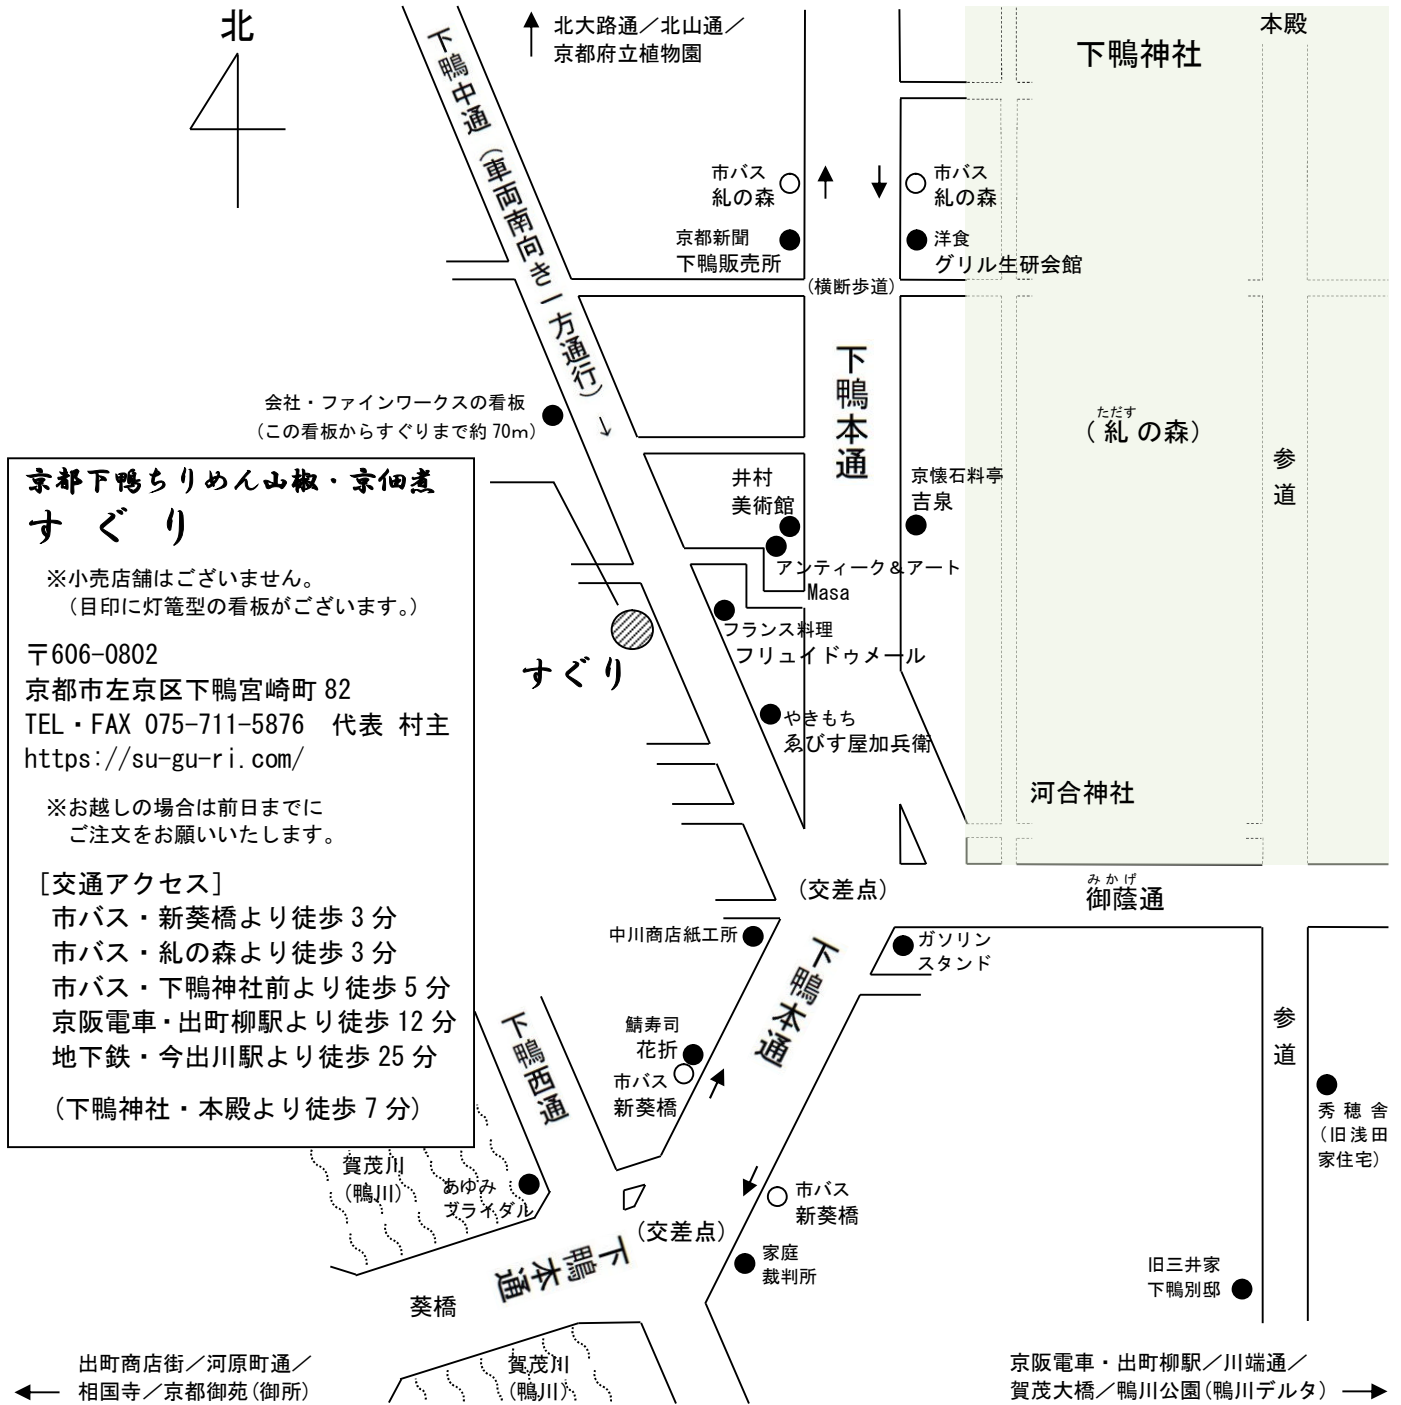 北
↑ 北大路通／北山通／
京都府立植物園
本殿
下鴨神社
下鴨中通（車両南向き一方通行）→
市バス
糺の森
市バス
糺の森
京都新聞
下鴨販売所
洋食
グリル生研会館
(横断歩道)
下鴨本通
会社・ファインワークスの看板
(この看板からすぐりまで約70m)
ただす
（糺の森）
参道
井村
美術館
京懐石料亭
吉泉
アンティーク＆アート
Masa
フランス料理
フリュイドゥメール
すぐり
やきもち
ゑびす屋加兵衛
河合神社
京都下鴨ちりめん山椒・京佃煮
すぐり
※小売店舗はございません。
（目印に灯篭型の看板がございます。）
〒606-0802
京都市左京区下鴨宮崎町82
TEL・FAX 075-711-5876　代表 村主
https://su-gu-ri.com/
※お越しの場合は前日までに
ご注文をお願いいたします。
［交通アクセス］
市バス・新葵橋より徒歩3分
市バス・糺の森より徒歩3分
市バス・下鴨神社前より徒歩5分
京阪電車・出町柳駅より徒歩12分
地下鉄・今出川駅より徒歩25分
(下鴨神社・本殿より徒歩7分)
(交差点)
みかげ
御蔭通
中川商店紙工所
下鴨本通
ガソリン
スタンド
下鴨西通
鯖寿司
花折
市バス
新葵橋
参道
秀穂舎
(旧浅田
家住宅)
賀茂川
(鴨川)
あゆみ
ブライダル
市バス
新葵橋
(交差点)
下鴨本通
家庭
裁判所
旧三井家
下鴨別邸
葵橋
出町商店街／河原町通／
← 相国寺／京都御苑(御所)
賀茂川
(鴨川)
京阪電車・出町柳駅／川端通／
賀茂大橋／鴨川公園(鴨川デルタ) →